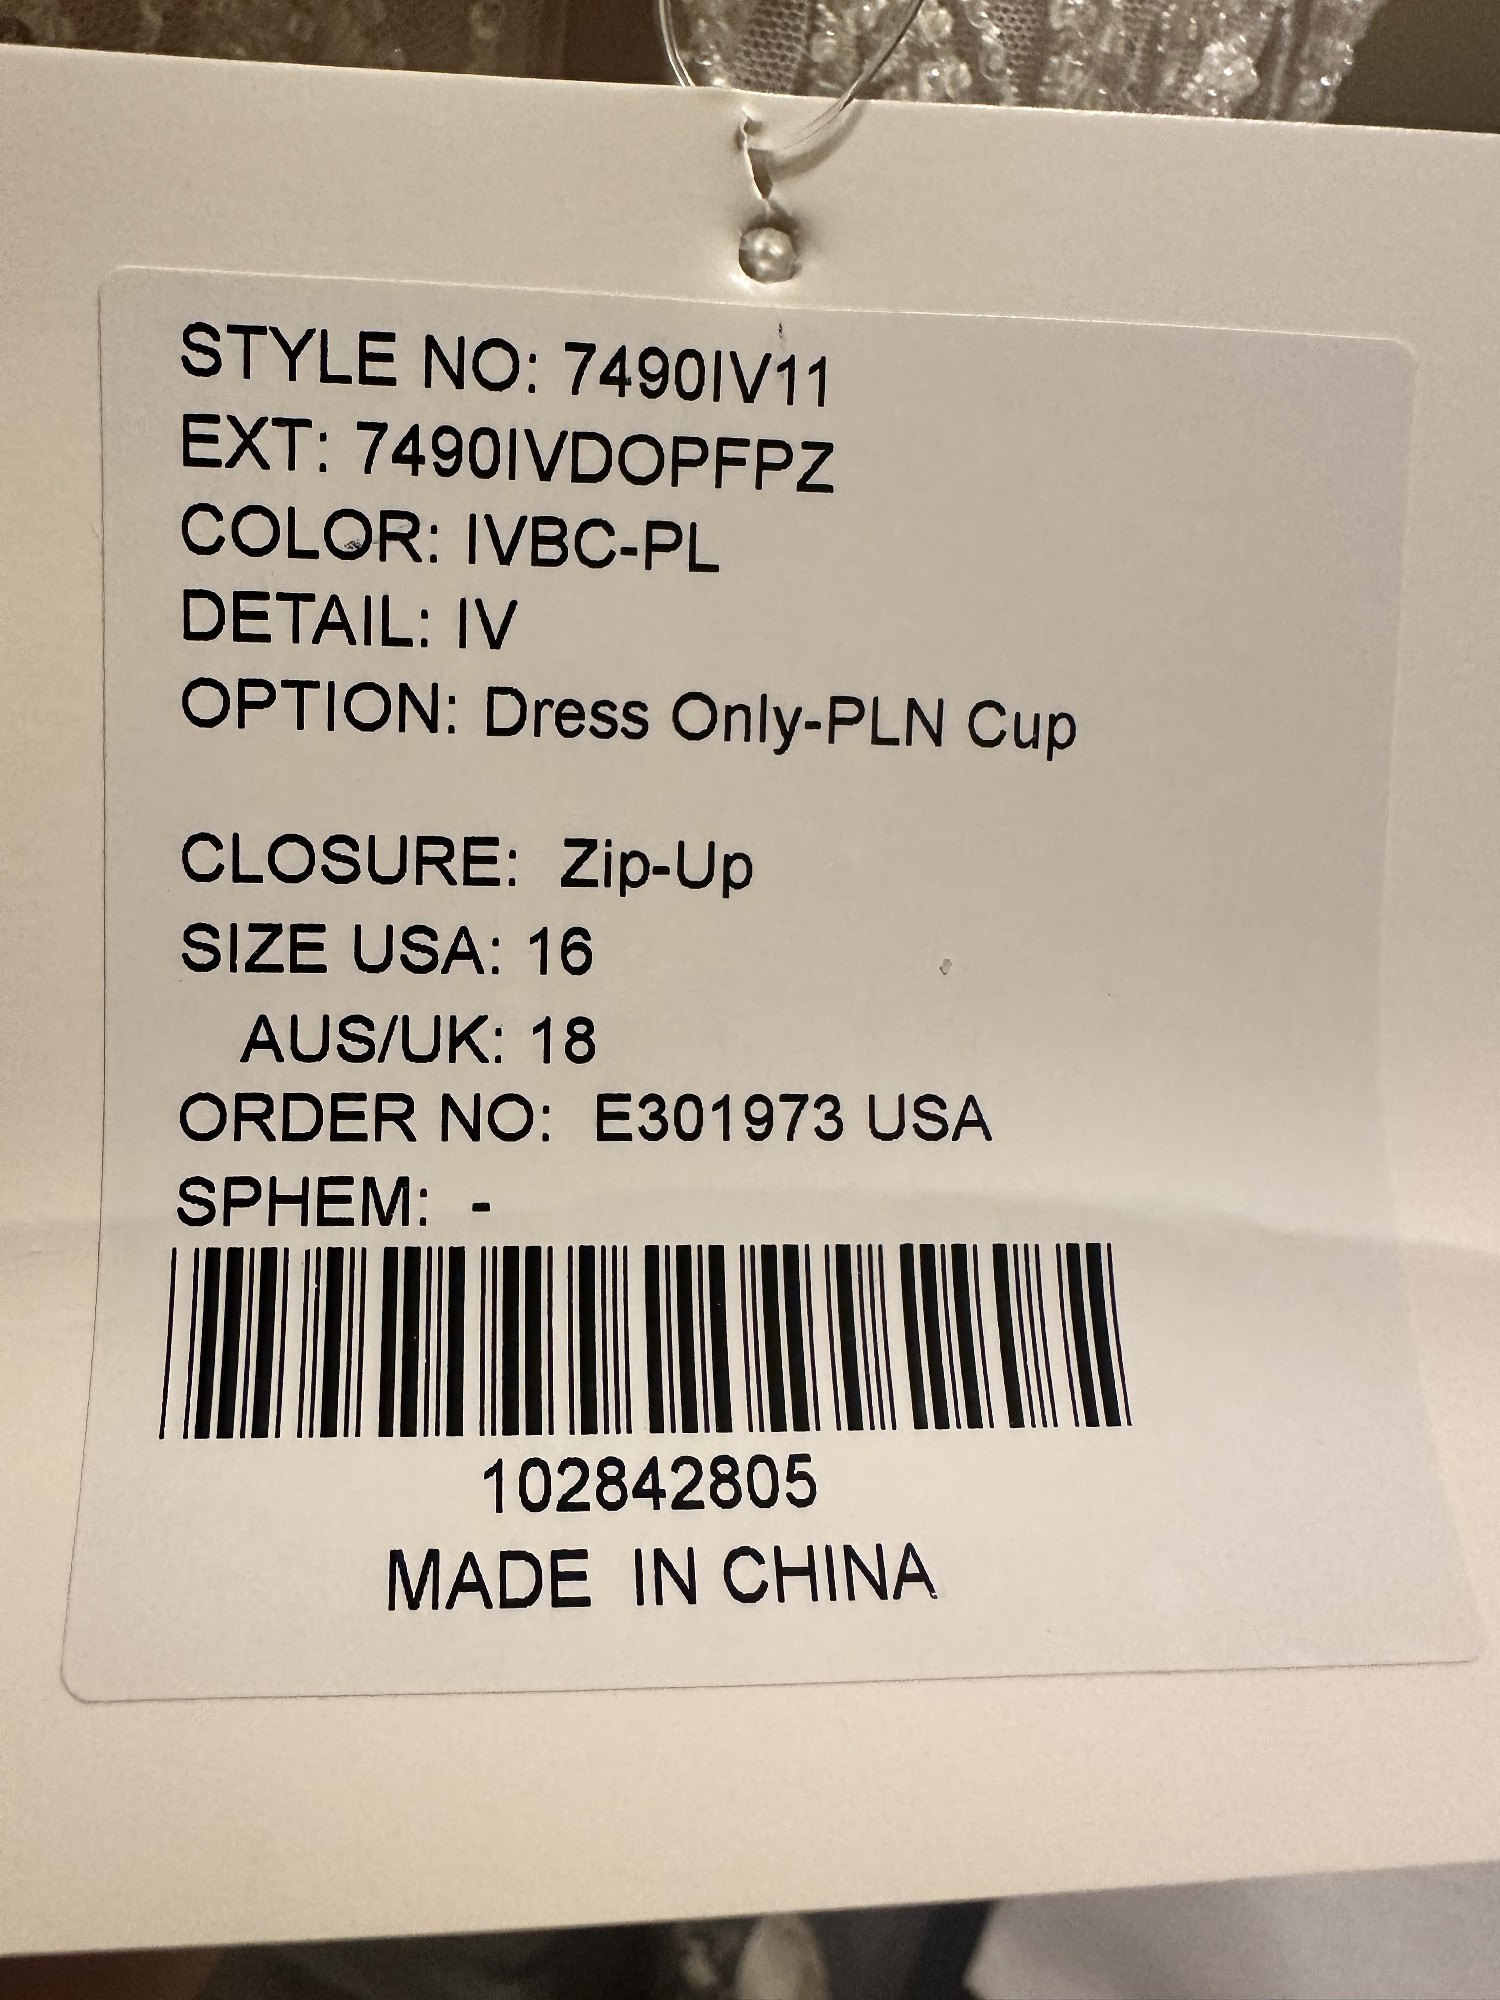 STYLE NO: 7490IV11
EXT: 7490IVDOPFPZ
COLOR: IVBC-PL
DETAIL: IV
OPTION: Dress Only-PLN Cup
CLOSURE: Zip-Up
SIZE USA: 16
AUS/UK: 18
ORDER NO: E301973 USA
SPHEM: -
102842805
MADE IN CHINA